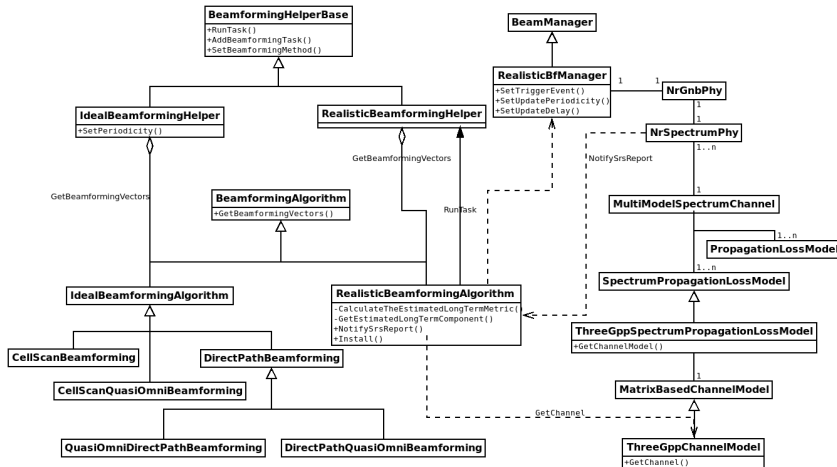 BeamformingHelperBase
+RunTask()
+AddBeamformingTask()
+SetBeamformingMethod()
BeamManager
RealisticBfManager
+SetTriggerEvent()
+SetUpdatePeriodicity()
+SetUpdateDelay()
1
1
NrGnbPhy
1
1
NrSpectrumPhy
1..n
IdealBeamformingHelper
+SetPeriodicity()
RealisticBeamformingHelper
GetBeamformingVectors
NotifySrsReport
GetBeamformingVectors
BeamformingAlgorithm
+GetBeamformingVectors()
RunTask
1
MultiModelSpectrumChannel
1..n
PropagationLossModel
1..n
SpectrumPropagationLossModel
IdealBeamformingAlgorithm
RealisticBeamformingAlgorithm
-CalculateTheEstimatedLongTermMetric()
-GetEstimatedLongTermComponent()
+NotifySrsReport()
+Install()
ThreeGppSpectrumPropagationLossModel
+GetChannelModel()
CellScanBeamforming
DirectPathBeamforming
1
CellScanQuasiOmniBeamforming
MatrixBasedChannelModel
GetChannel
QuasiOmniDirectPathBeamforming
DirectPathQuasiOmniBeamforming
ThreeGppChannelModel
+GetChannel()